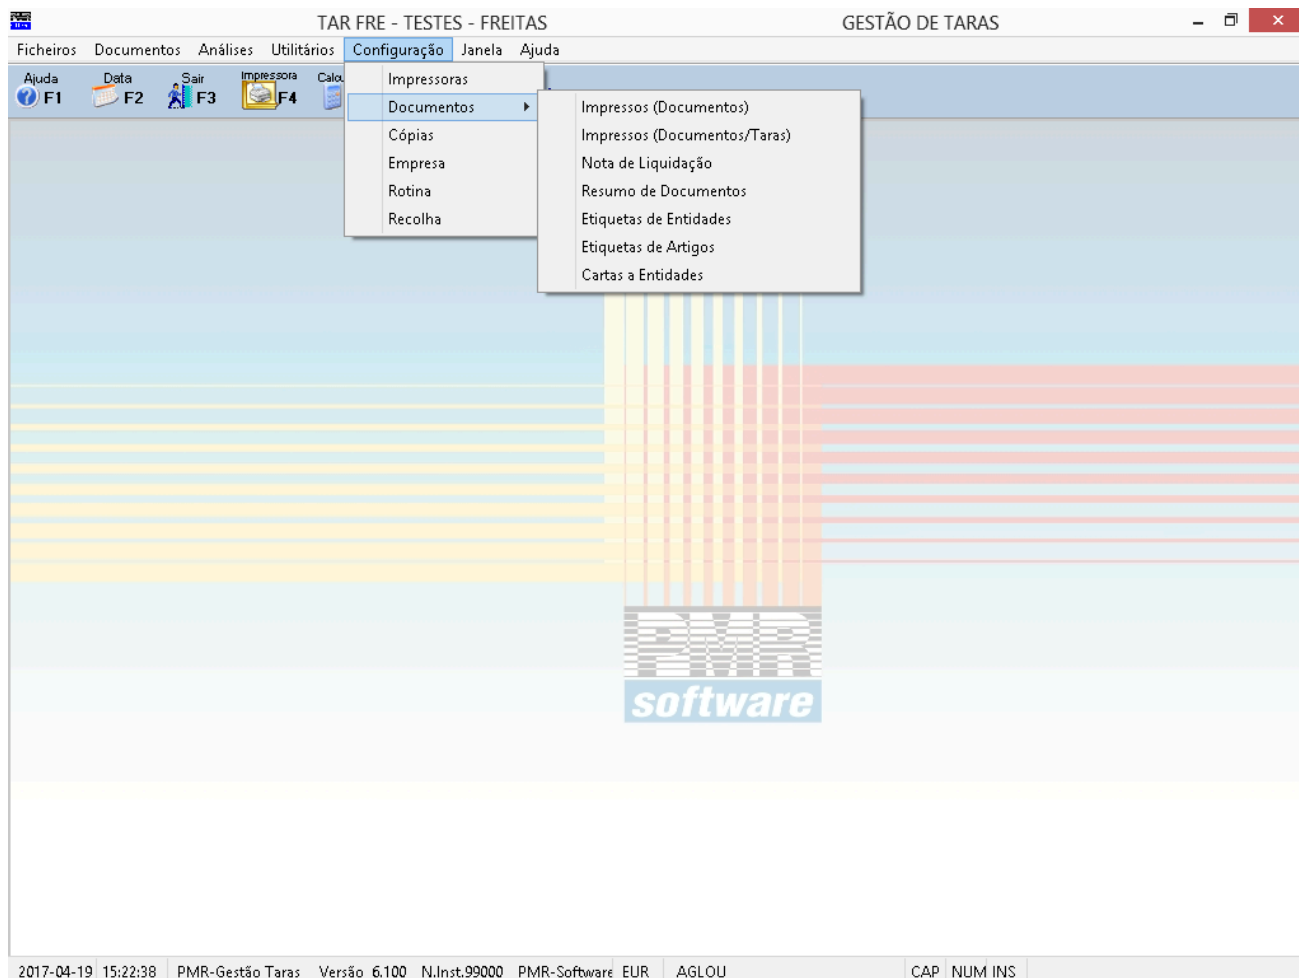 TAR FRE - TESTES - FREITAS GESTÃO DE TARAS
Ficheiros Documentos Análises Utilitários Configuração Janela Ajuda
Ajuda Data Sair Impressora
F1 F2 F3 F4
Impressoras
Documentos
Cópias
Empresa
Rotina
Recolha
Impressos (Documentos)
Impressos (Documentos/Taras)
Nota de Liquidação
Resumo de Documentos
Etiquetas de Entidades
Etiquetas de Artigos
Cartas a Entidades
PMR
software
2017-04-19 15:22:38 PMR-Gestão Taras Versão 6.100 N.Inst.99000 PMR-Software EUR AGLOU CAP NUM INS